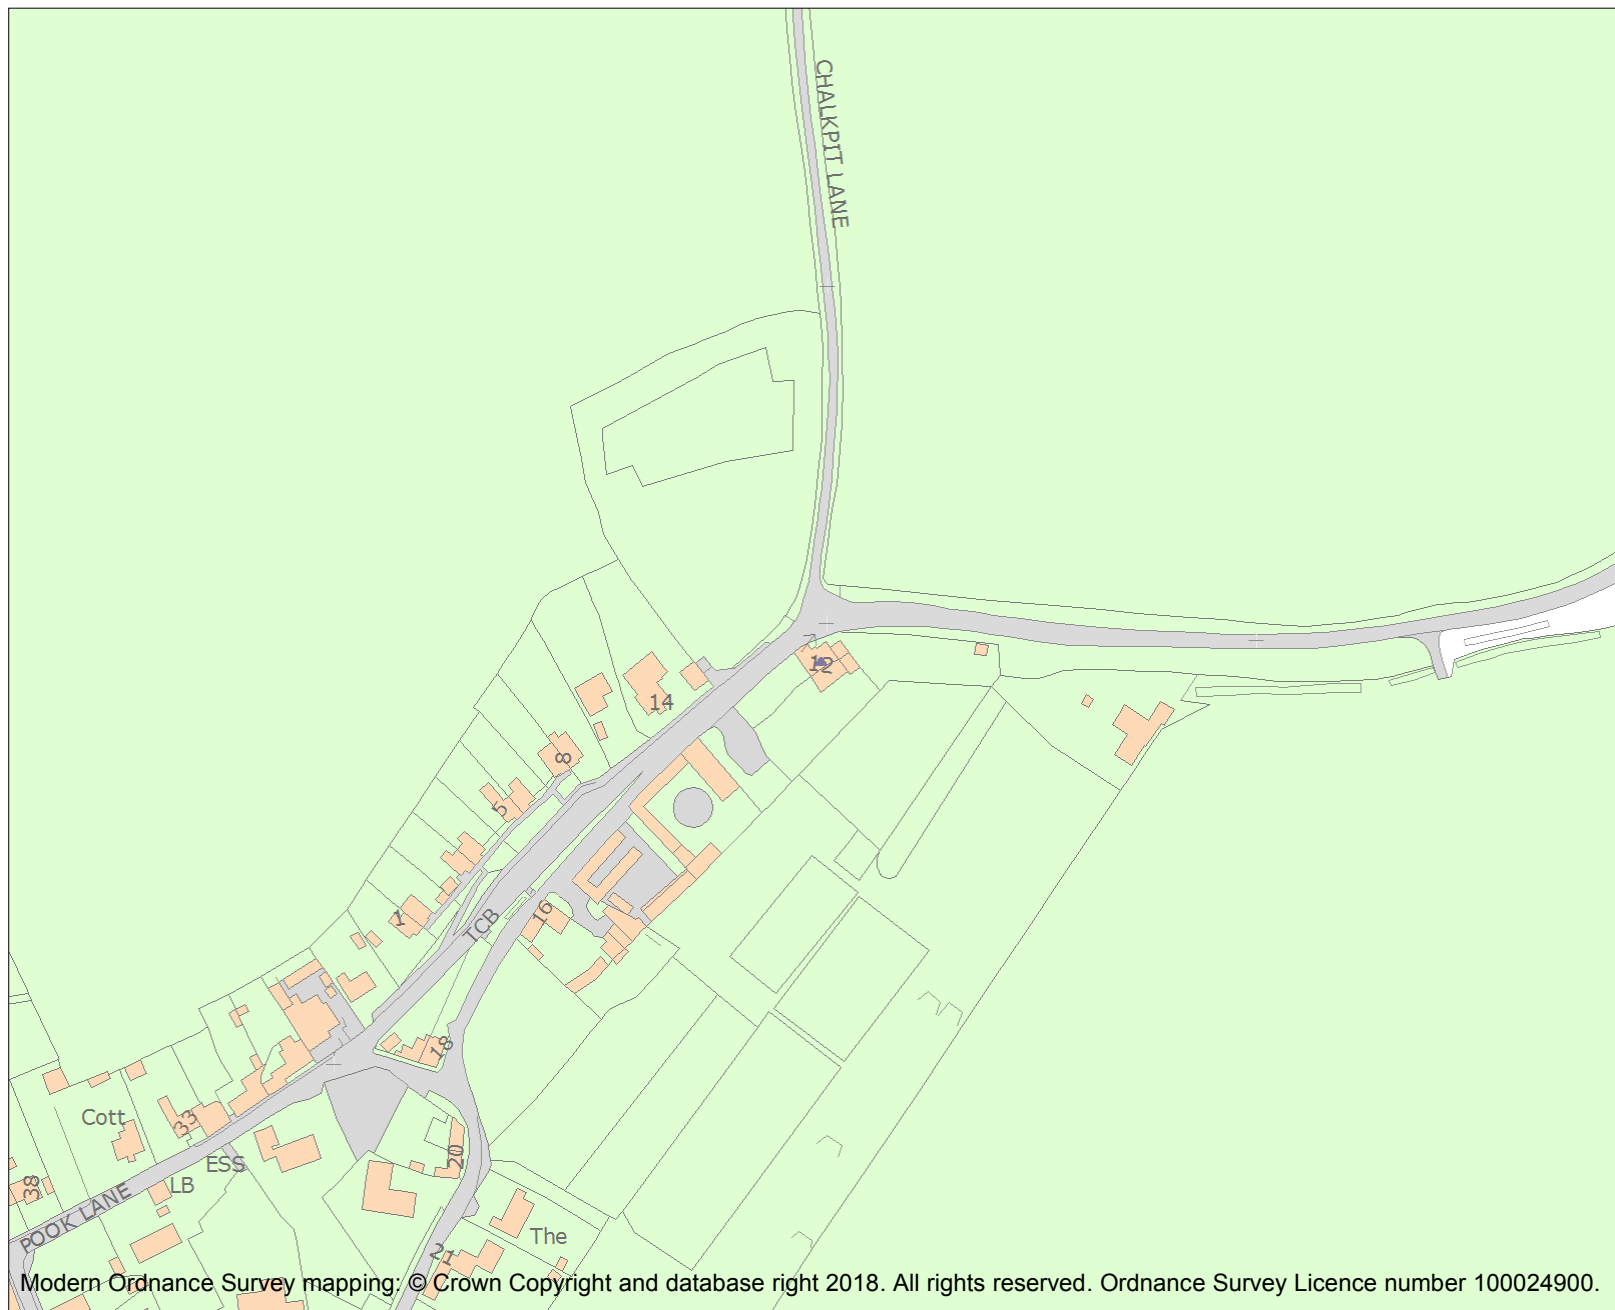 CHALKPIT LANE
12
14
8
5
1
16
TCB
18
Cott
33
20
ESS
LB
38
POOK LANE
The
21
Modern Ordnance Survey mapping: © Crown Copyright and database right 2018. All rights reserved. Ordnance Survey Licence number 100024900.